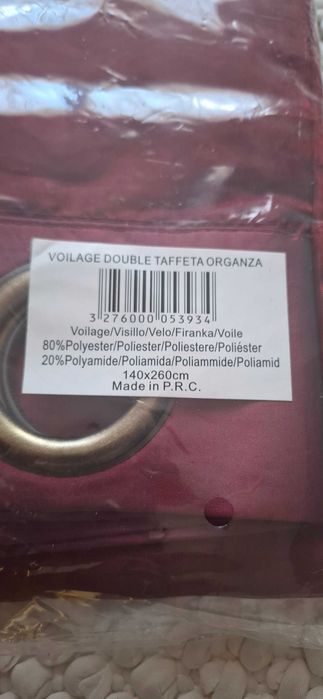 VOILAGE DOUBLE TAFFETA ORGANZA
3 276000 053934
Voilage/Visillo/Velo/Firanka/Voile
80%Polyester/Poliester/Poliestere/Poliéster
20%Polyamide/Poliamida/Poliammide/Poliamid
140x260cm
Made in P.R.C.